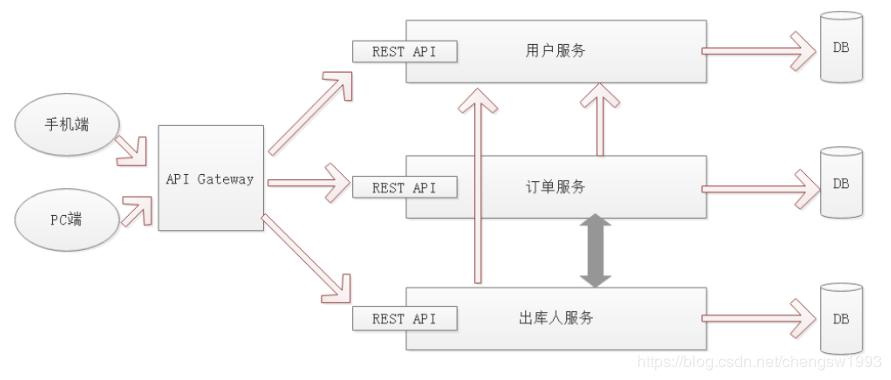 REST API
用户服务
DB
手机端
API Gateway
REST API
订单服务
DB
PC端
REST API
出库人服务
DB
https://blog.csdn.net/chengsw1993